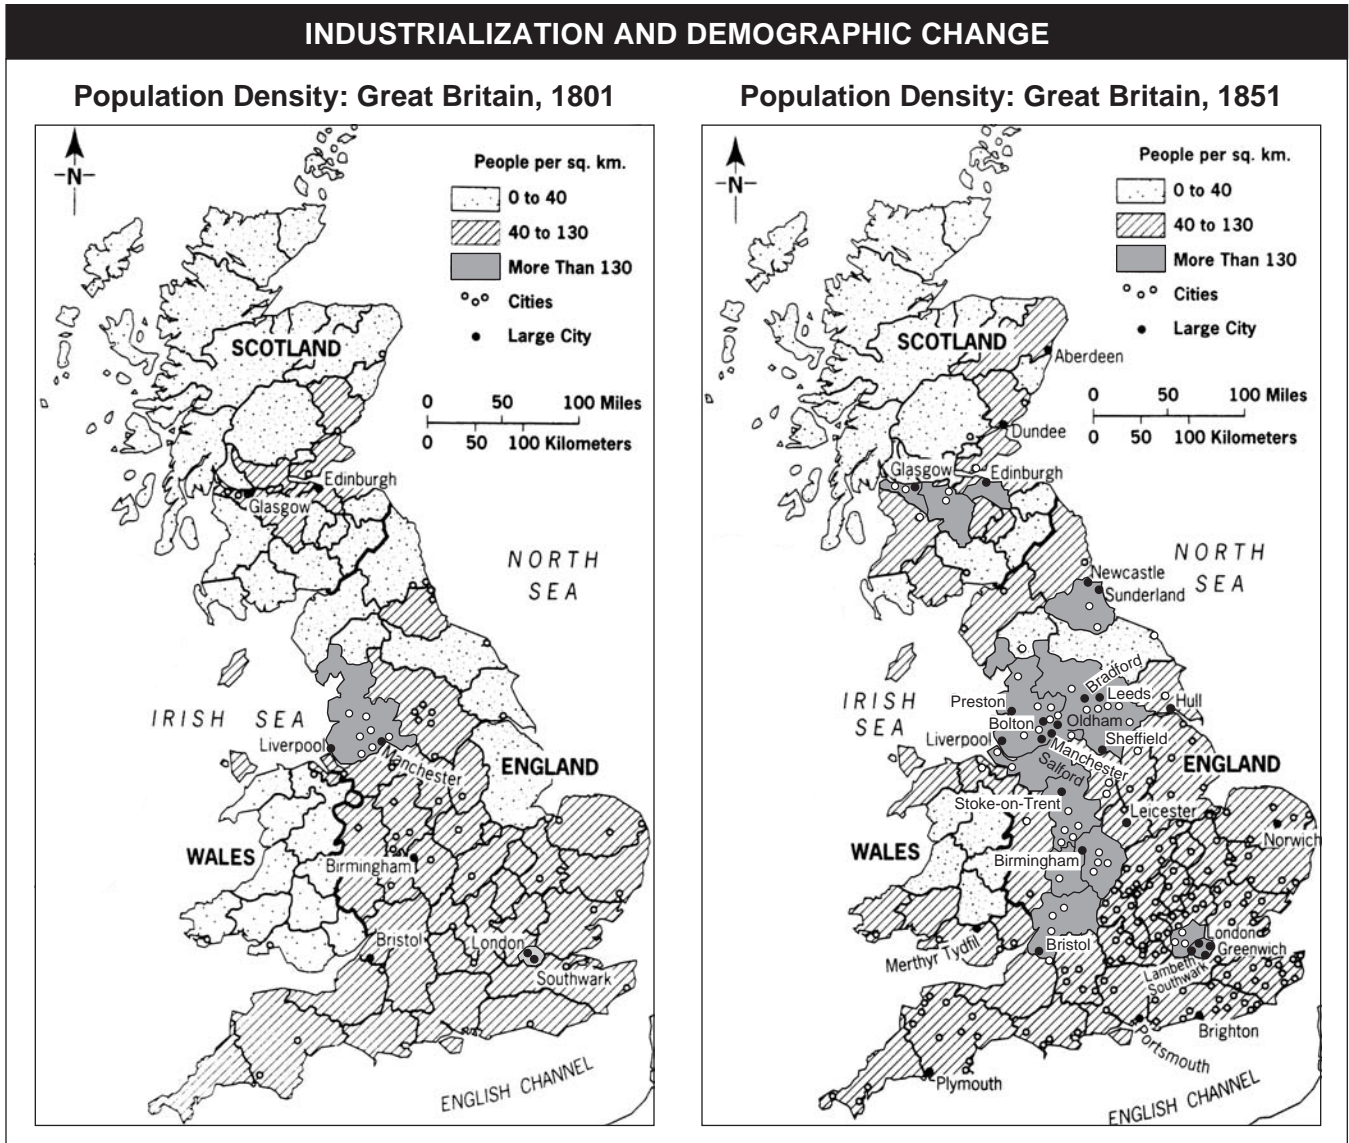 INDUSTRIALIZATION AND DEMOGRAPHIC CHANGE
Population Density: Great Britain, 1801
N
People per sq. km.
0 to 40
40 to 130
More Than 130
Cities
Large City
0 50 100 Miles
0 50 100 Kilometers
SCOTLAND
Edinburgh
Glasgow
NORTH
SEA
IRISH SEA
Liverpool
Manchester
ENGLAND
WALES
Birmingham
Bristol
London
Southwark
ENGLISH CHANNEL
Population Density: Great Britain, 1851
N
People per sq. km.
0 to 40
40 to 130
More Than 130
Cities
Large City
0 50 100 Miles
0 50 100 Kilometers
SCOTLAND
Aberdeen
Dundee
Glasgow
Edinburgh
NORTH
SEA
Newcastle
Sunderland
IRISH
SEA
Bradford
Leeds
Preston
Hull
Bolton
Oldham
Liverpool
Sheffield
Manchester
Salford
ENGLAND
Stoke-on-Trent
Leicester
Norwich
WALES
Birmingham
Merthyr Tydfil
Bristol
London
Greenwich
Lambeth
Southwark
Brighton
Portsmouth
Plymouth
ENGLISH CHANNEL